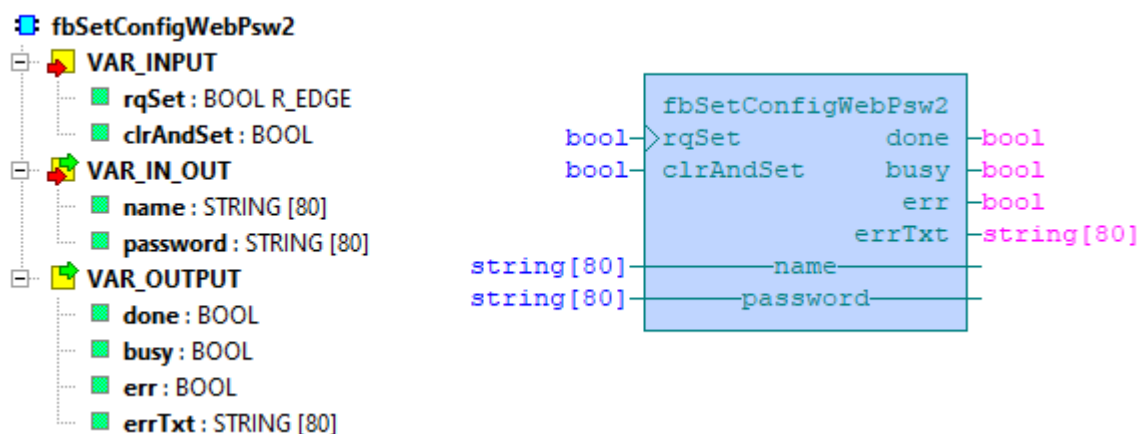 fbSetConfigWebPsw2
VAR_INPUT
rqSet : BOOL R_EDGE
clrAndSet : BOOL
VAR_IN_OUT
name : STRING [80]
password : STRING [80]
VAR_OUTPUT
done : BOOL
busy : BOOL
err : BOOL
errTxt : STRING [80]
fbSetConfigWebPsw2
bool rqSet done bool
bool clrAndSet busy bool
err bool
errTxt string[80]
string[80] name
string[80] password